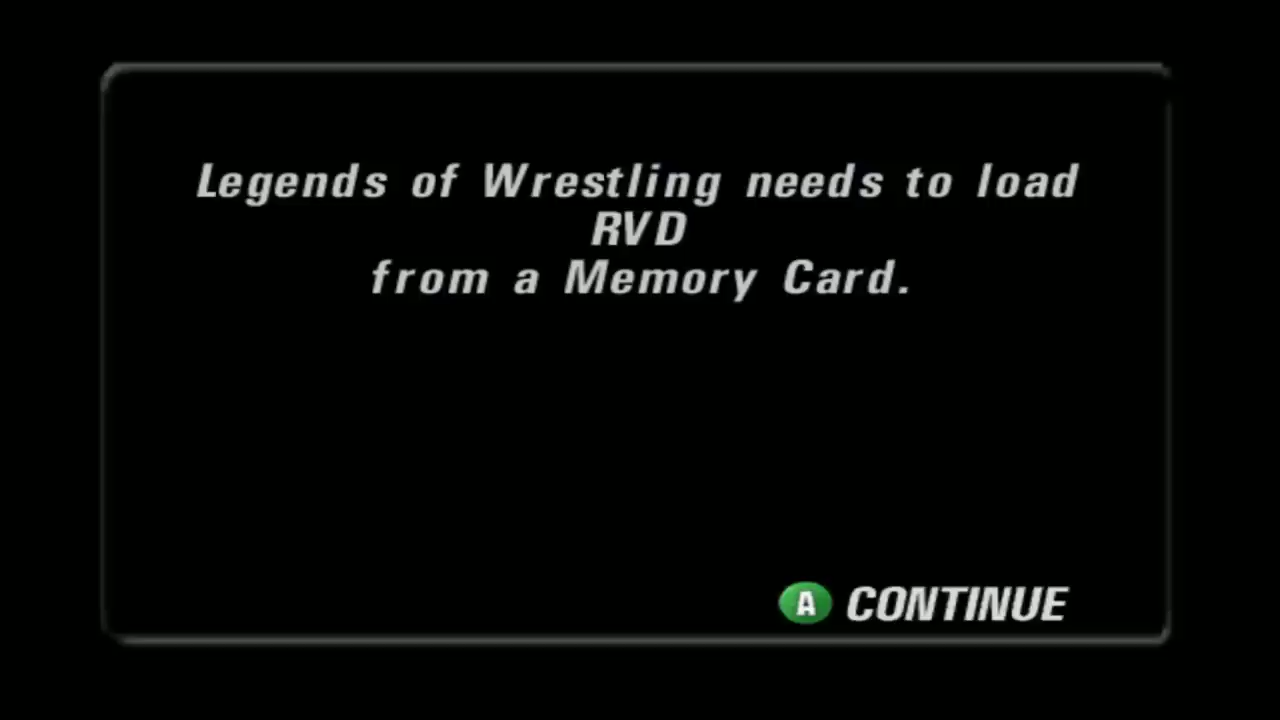 Legends of Wrestling needs to load
RVD
from a Memory Card.
A CONTINUE